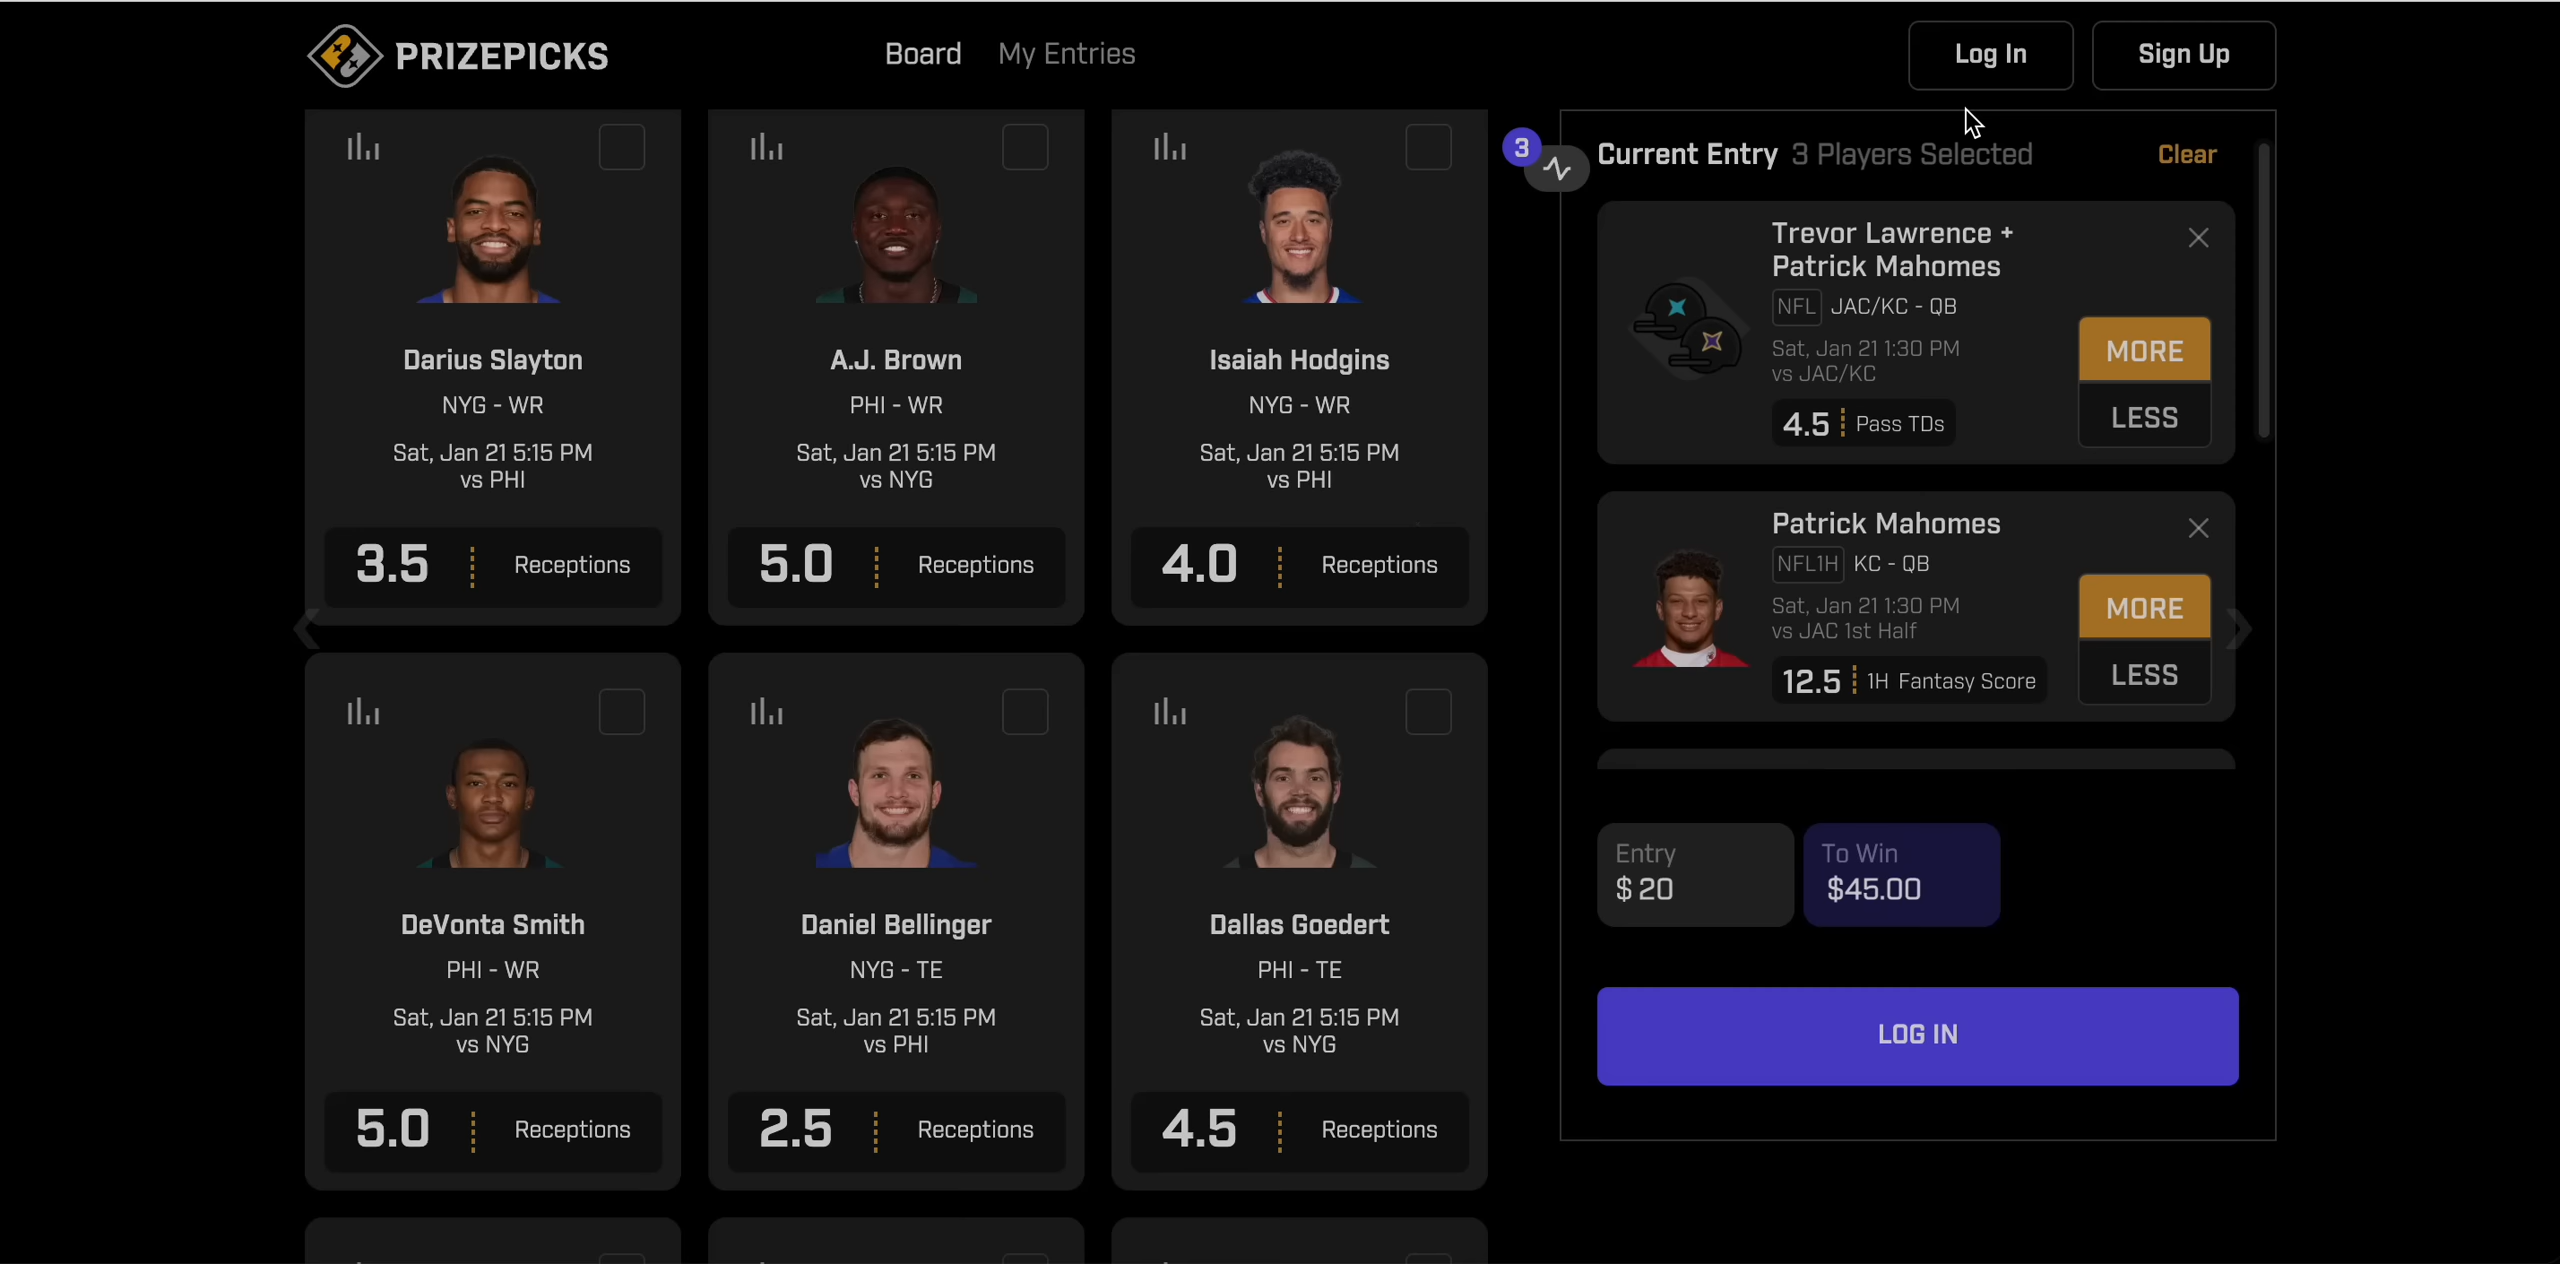 PRIZEPICKS
Board
My Entries
Log In
Sign Up
Darius Slayton
NYG - WR
Sat, Jan 21 5:15 PM
vs PHI
3.5
Receptions
A.J. Brown
PHI - WR
Sat, Jan 21 5:15 PM
vs NYG
5.0
Receptions
Isaiah Hodgins
NYG - WR
Sat, Jan 21 5:15 PM
vs PHI
4.0
Receptions
DeVonta Smith
PHI - WR
Sat, Jan 21 5:15 PM
vs NYG
5.0
Receptions
Daniel Bellinger
NYG - TE
Sat, Jan 21 5:15 PM
vs PHI
2.5
Receptions
Dallas Goedert
PHI - TE
Sat, Jan 21 5:15 PM
vs NYG
4.5
Receptions
3
Current Entry 3 Players Selected
Clear
Trevor Lawrence +
Patrick Mahomes
NFL JAC/KC - QB
Sat, Jan 21 1:30 PM
vs JAC/KC
4.5 Pass TDs
MORE
LESS
Patrick Mahomes
NFL1H KC - QB
Sat, Jan 21 1:30 PM
vs JAC 1st Half
12.5 1H Fantasy Score
MORE
LESS
Entry
$ 20
To Win
$45.00
LOG IN